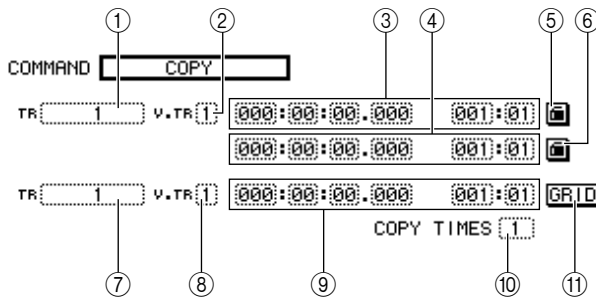 ① ② ③ ④ ⑤ ⑥
COMMAND COPY
TR 1 V.TR 1 000:00:00.000 001:01
000:00:00.000 001:01
TR 1 V.TR 1 000:00:00.000 001:01 GRID
COPY TIMES 1
⑦ ⑧ ⑨ ⑩ ⑪